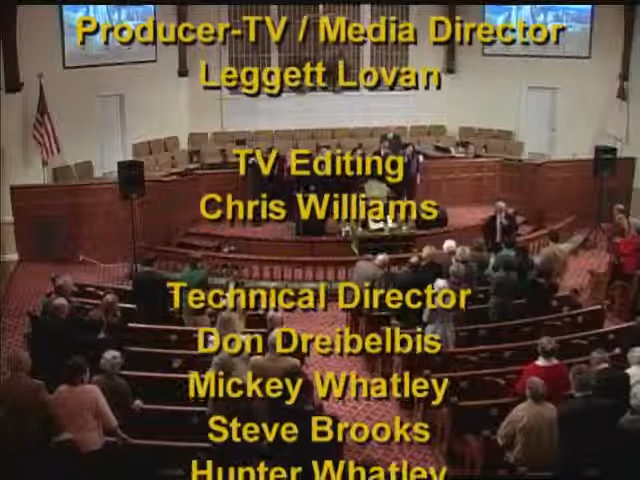 Producer-TV / Media Director
Leggett Lovan
TV Editing
Chris Williams
Technical Director
Don Dreibelbis
Mickey Whatley
Steve Brooks
Hunter Whatley